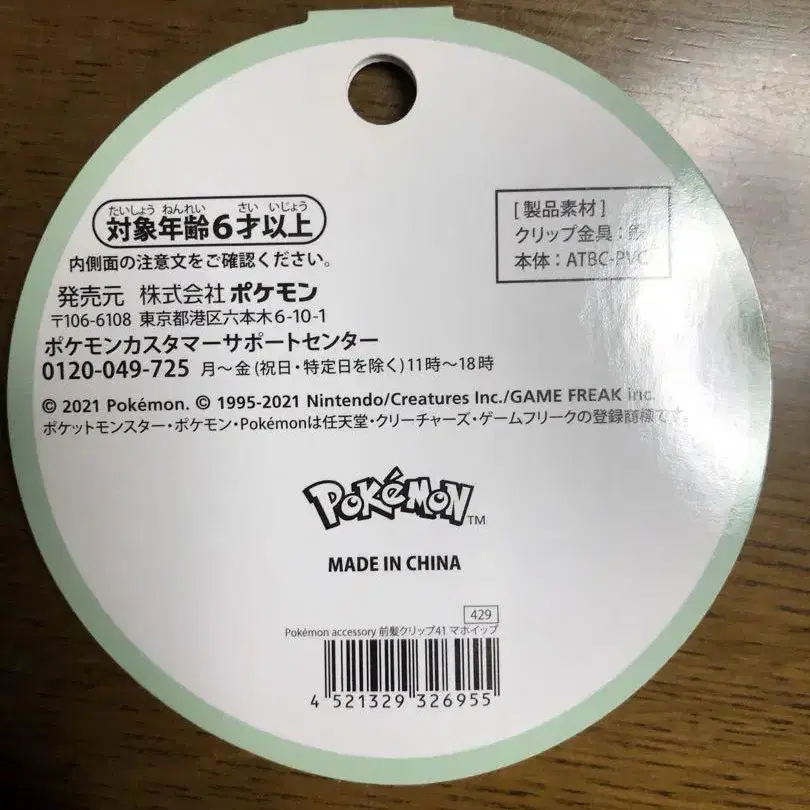 たいしょう ねんれい さい いじょう
対象年齢6才以上
内側面の注意文をご確認ください。
[製品素材]
クリップ金具:鉄
本体:ATBC-PVC
発売元 株式会社ポケモン
〒106-6108 東京都港区六本木6-10-1
ポケモンカスタマーサポートセンター
0120-049-725 月~金(祝日・特定日を除く)11時~18時
© 2021 Pokémon. © 1995-2021 Nintendo/Creatures Inc./GAME FREAK inc.
ポケットモンスター・ポケモン・Pokémonは任天堂・クリーチャーズ・ゲームフリークの登録商標です。
POKéMON™
MADE IN CHINA
429
Pokémon accessory 前髪クリップ41 マホイップ
4 521329 326955